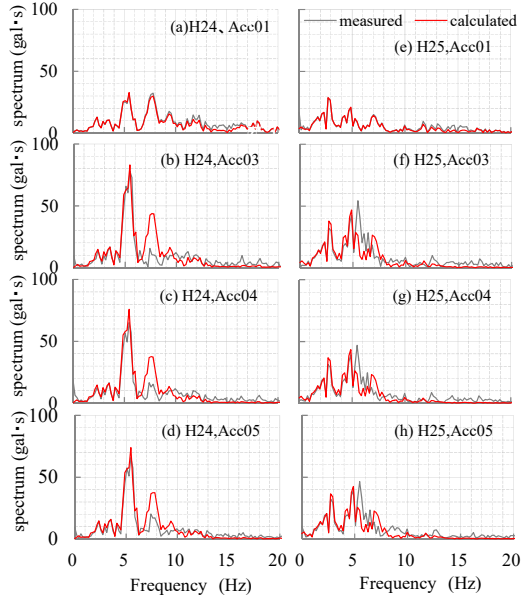 100
50
0
spectrum (gal・s)
(a)H24、Acc01
measured
calculated
(e)H25,Acc01
100
50
0
spectrum (gal・s)
(b) H24,Acc03
(f)H25,Acc03
100
50
0
spectrum (gal・s)
(c) H24,Acc04
(g)H25,Acc04
100
50
0
spectrum (gal・s)
(d) H24,Acc05
(h)H25,Acc05
0 5 10 15 20
0 5 10 15 20
Frequency (Hz)
Frequency (Hz)